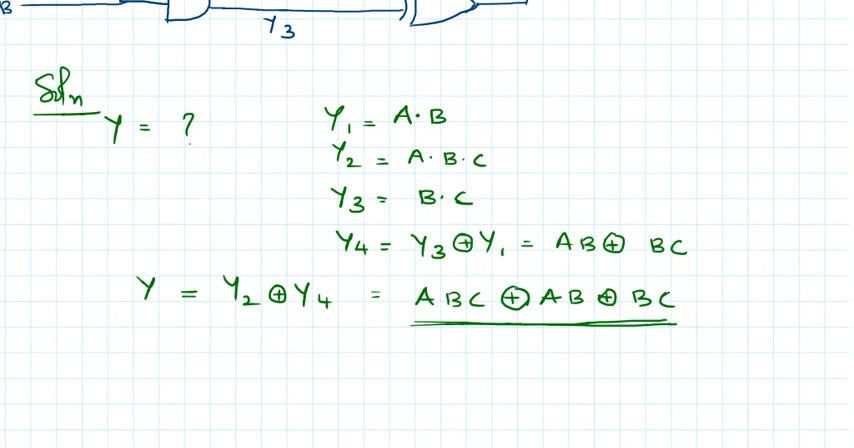 B
Y3
Soln
Y = ?
Y1 = A·B
Y2 = A·B·C
Y3 = B·C
Y4 = Y3 ⊕ Y1 = AB ⊕ BC
Y = Y2 ⊕ Y4 = ABC ⊕ AB ⊕ BC